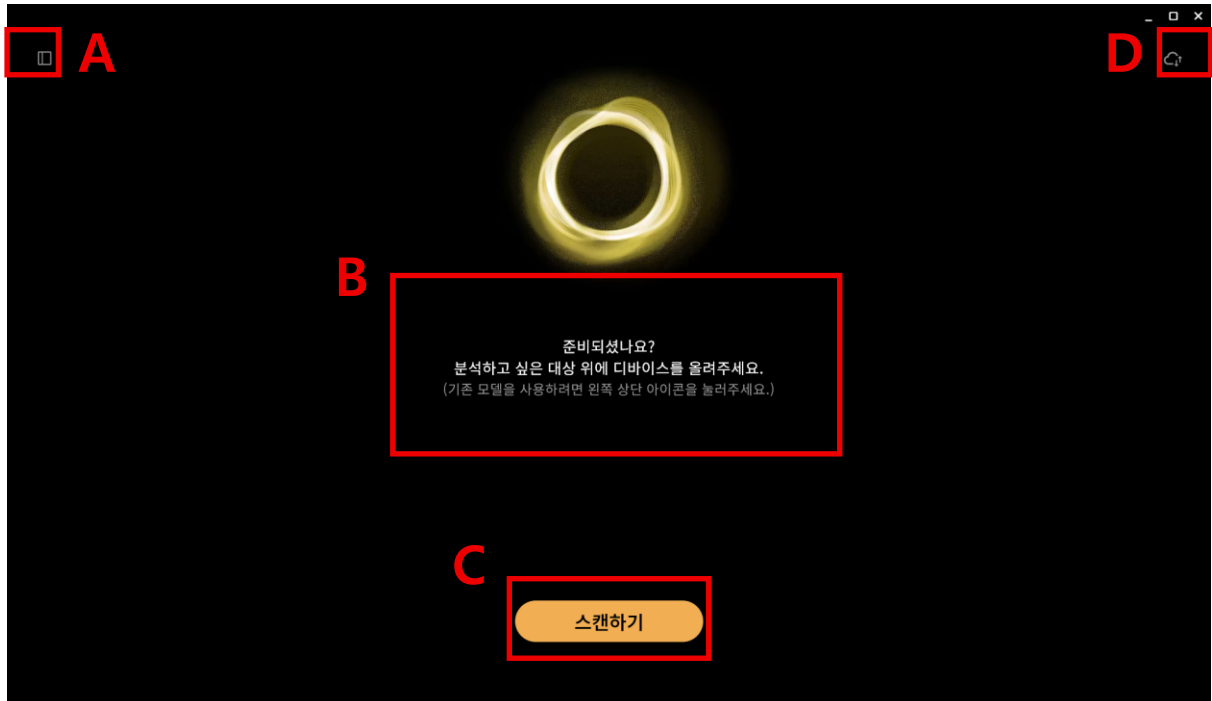 A
D
B
준비되셨나요?
분석하고 싶은 대상 위에 디바이스를 올려주세요.
(기존 모델을 사용하려면 왼쪽 상단 아이콘을 눌러주세요.)
C
스캔하기